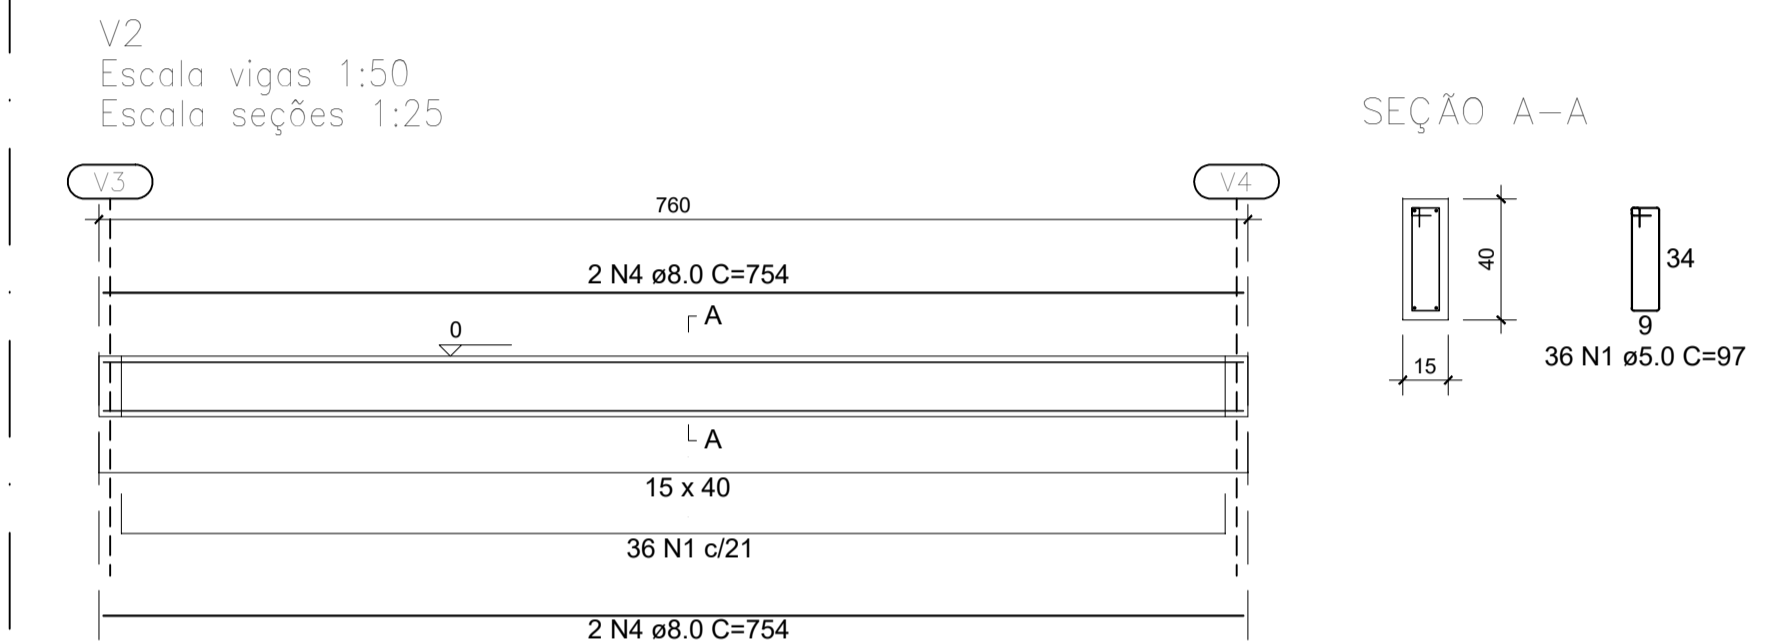 V2
Escala vigas 1:50
Escala seções 1:25
SEÇÃO A-A
V3
V4
760
2 N4 ø8.0 C=754
A
0
A
15 x 40
36 N1 c/21
2 N4 ø8.0 C=754
40
15
34
9
36 N1 ø5.0 C=97